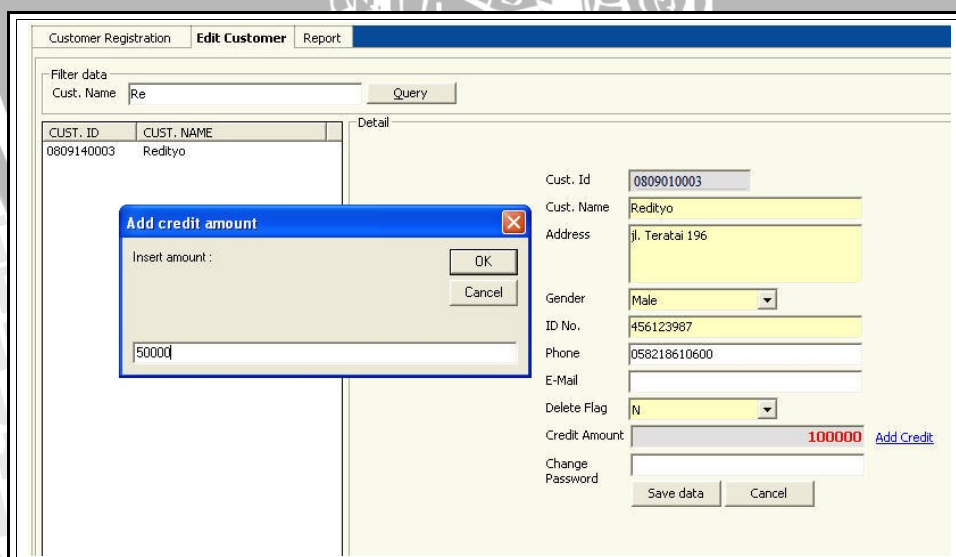 Customer Registration Edit Customer Report
Filter data
Cust. Name Re Query
CUST. ID CUST. NAME
0809140003 Redityo
Add credit amount
Insert amount :
OK
Cancel
50000
Detail
Cust. Id 0809010003
Cust. Name Redityo
Address jl. Teratai 196
Gender Male
ID No. 456123987
Phone 058218610600
E-Mail
Delete Flag N
Credit Amount 100000 Add Credit
Change
Password
Save data Cancel